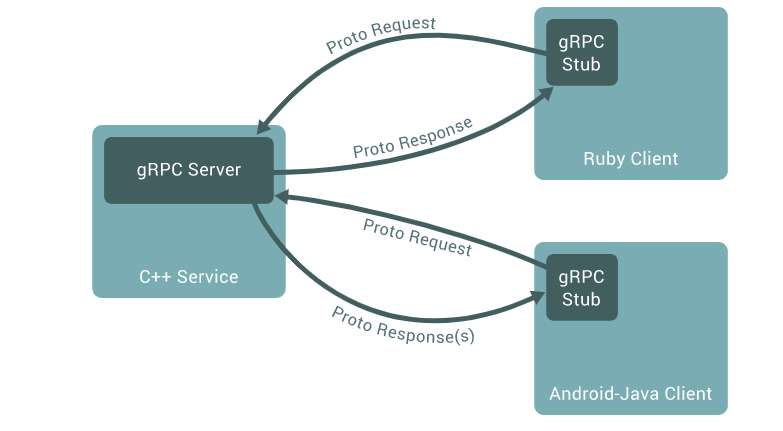 Proto Request
gRPC
Stub
Ruby Client
Proto Response
gRPC Server
C++ Service
Proto Request
gRPC
Stub
Proto Response(s)
Android-Java Client